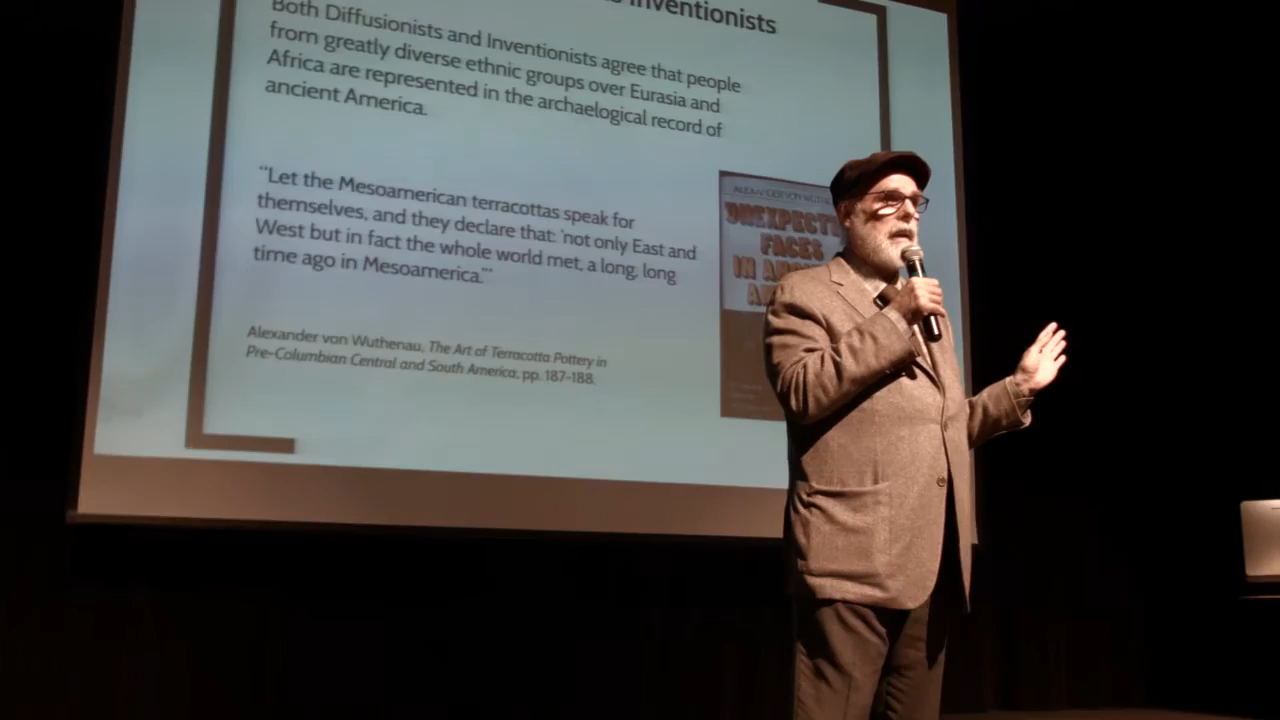 Inventionists
Both Diffusionists and Inventionists agree that people
from greatly diverse ethnic groups over Eurasia and
Africa are represented in the archaelogical record of
ancient America.
“Let the Mesoamerican terracottas speak for
themselves, and they declare that: ‘not only East and
West but in fact the whole world met, a long, long
time ago in Mesoamerica.’”
Alexander von Wuthenau, The Art of Terracotta Pottery in
Pre-Columbian Central and South America, pp. 187-188.
ALEXANDER VON
FACES
IN